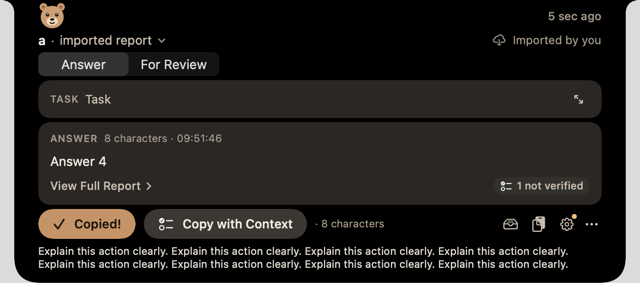 5 sec ago
a · imported report
Imported by you
Answer
For Review
TASK Task
ANSWER 8 characters · 09:51:46
Answer 4
View Full Report
1 not verified
Copied!
Copy with Context
· 8 characters
Explain this action clearly. Explain this action clearly. Explain this action clearly. Explain this action clearly.
Explain this action clearly. Explain this action clearly. Explain this action clearly. Explain this action clearly.